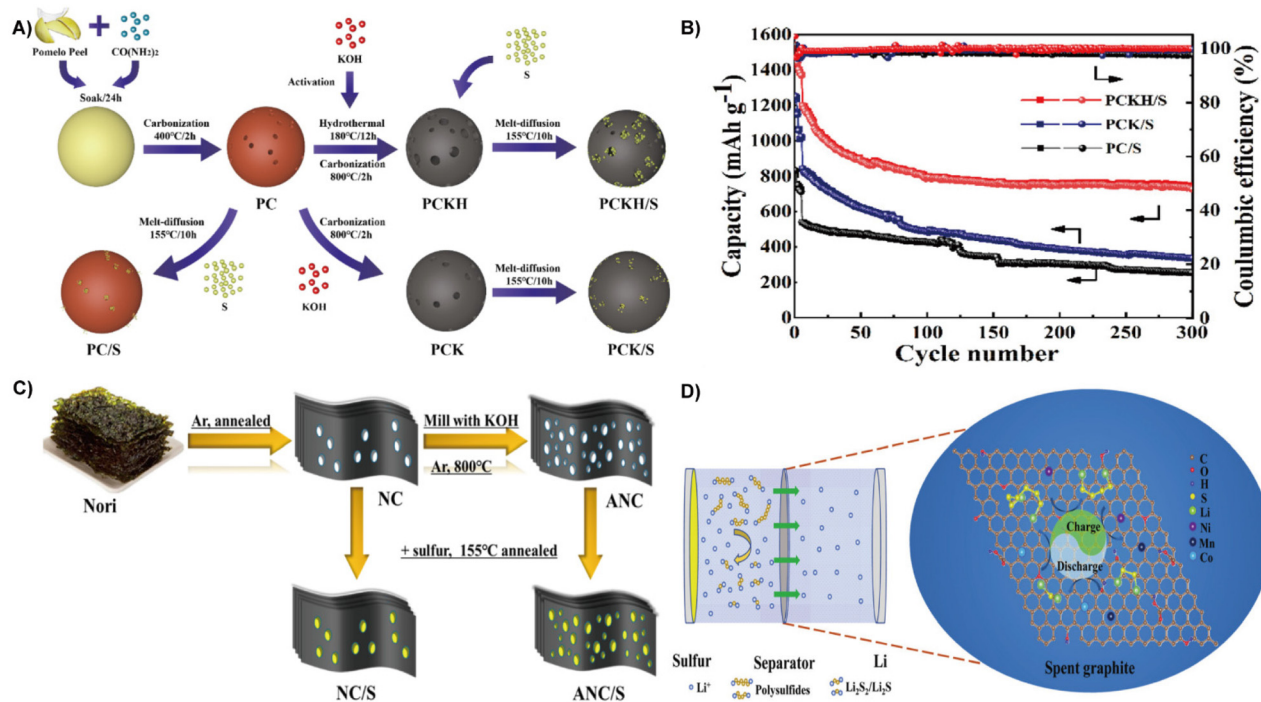 A)
Pomelo Peel
+
CO(NH2)2
Soak/24h
Carbonization
400°C/2h
PC
KOH
Activation
Hydrothermal
180°C/12h
Carbonization
800°C/2h
PCKH
S
Melt-diffusion
155°C/10h
PCKH/S
Melt-diffusion
155°C/10h
PC/S
S
KOH
Carbonization
800°C/2h
PCK
Melt-diffusion
155°C/10h
PCK/S
B)
1600
1400
1200
1000
800
600
400
200
0
Capacity (mAh g-1)
PCKH/S
PCK/S
PC/S
100
80
60
40
20
0
Coulumbic efficiency (%)
0 50 100 150 200 250 300
Cycle number
C)
Nori
Ar, annealed
NC
Mill with KOH
Ar, 800°C
ANC
+ sulfur, 155°C annealed
NC/S
ANC/S
D)
Sulfur
Separator
Li
Li+
Polysulfides
Li2S2/Li2S
Charge
Discharge
C
O
H
S
Li
Ni
Mn
Co
Spent graphite